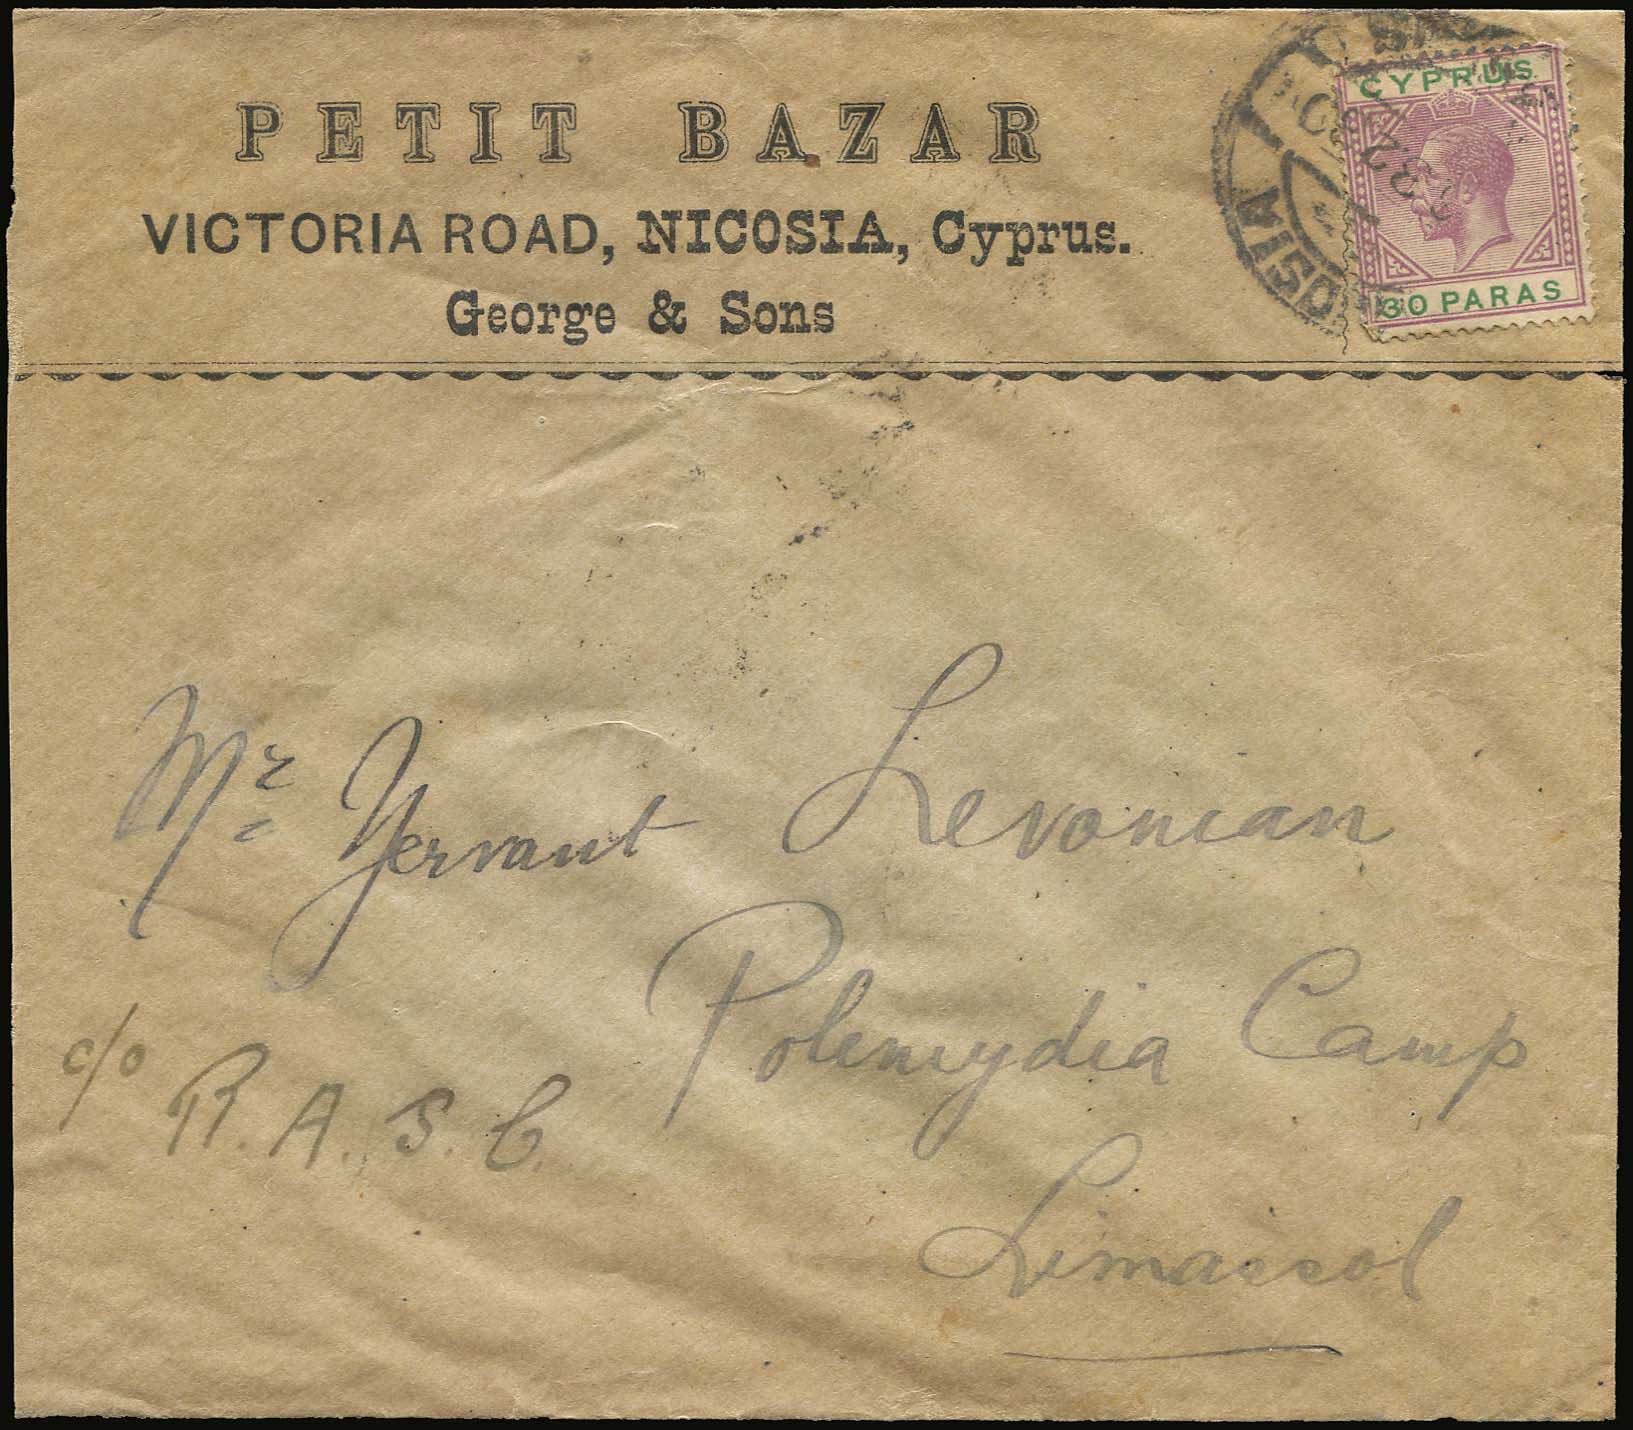 PETIT BAZAR
VICTORIA ROAD, NICOSIA, Cyprus.
George & Sons
CYPRUS
30 PARAS
Mr Yervant Levonian
Polemydia Camp
c/o R.A.S.C.
Limassol